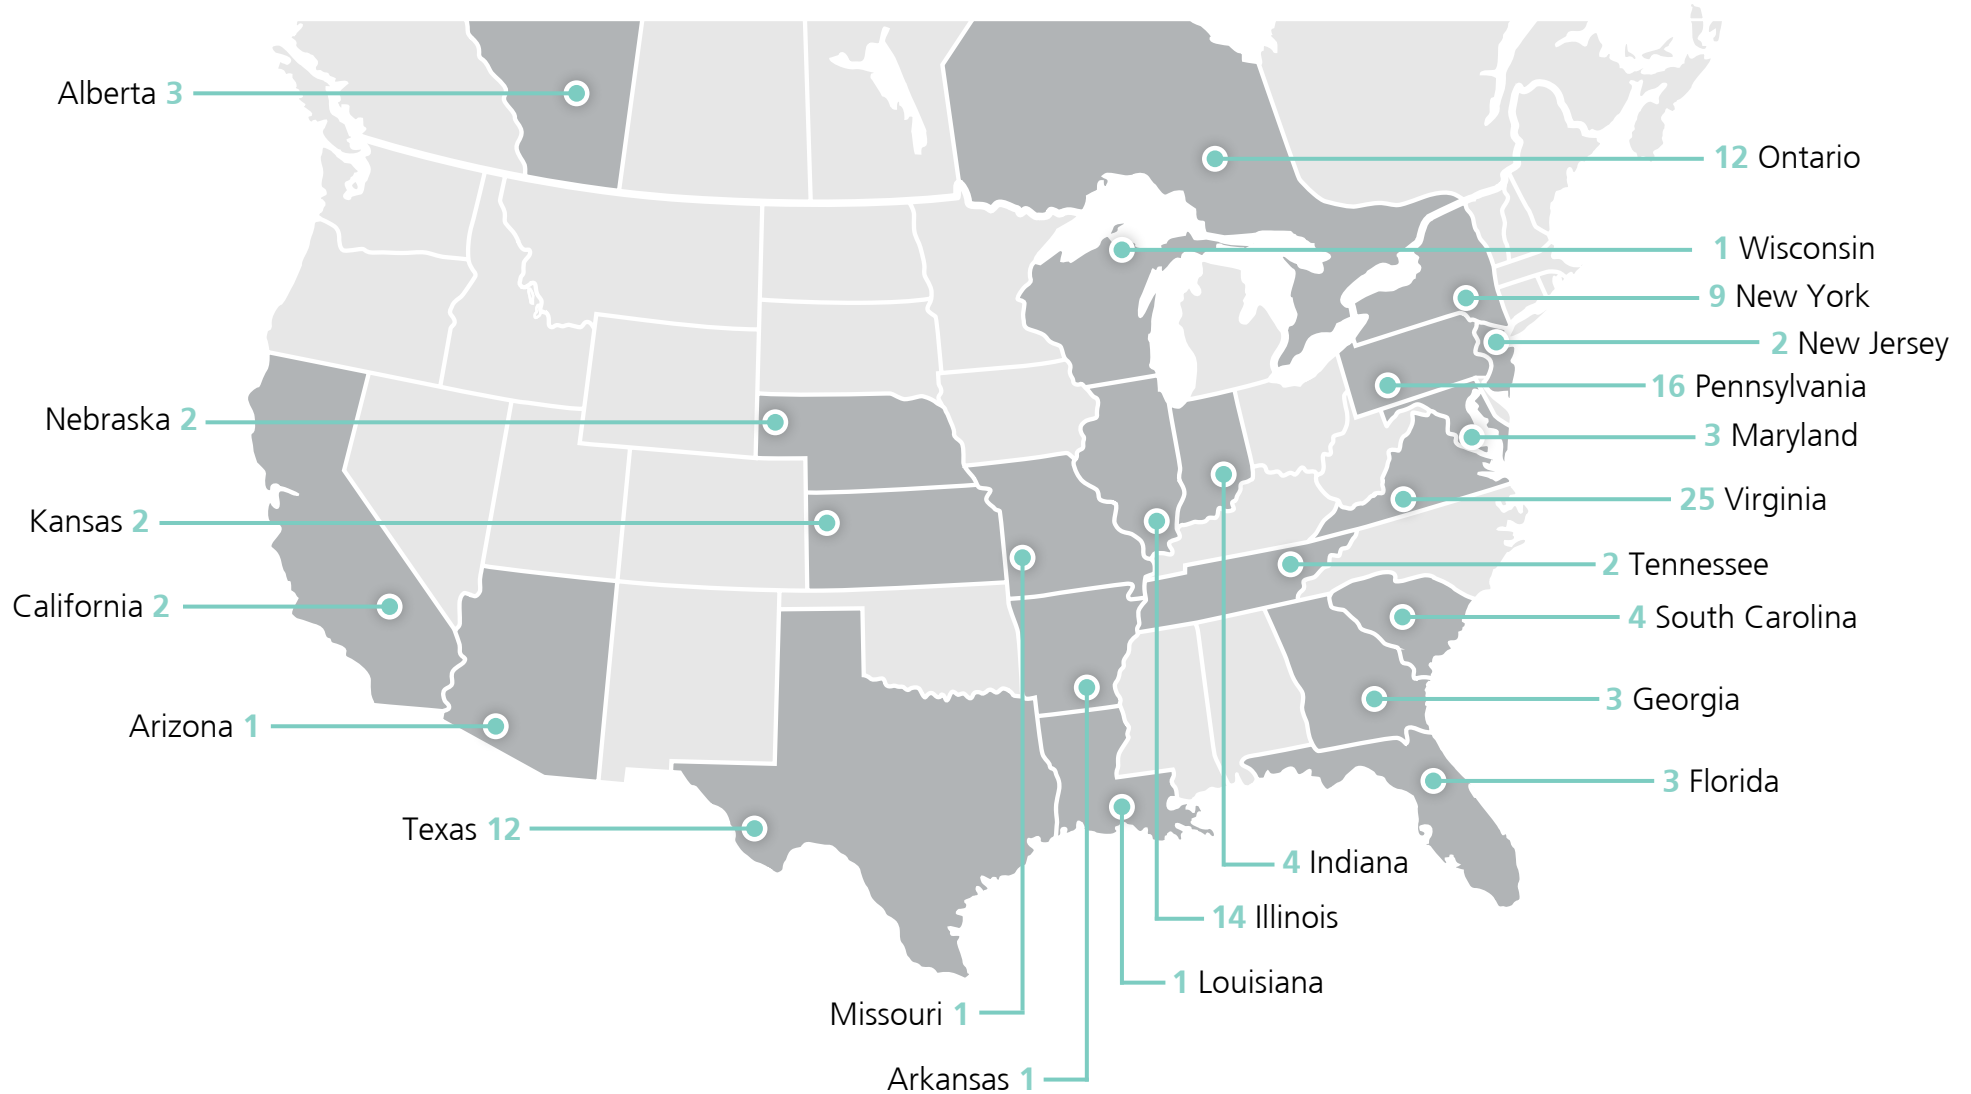 Alberta 3
12 Ontario
1 Wisconsin
9 New York
2 New Jersey
16 Pennsylvania
Nebraska 2
3 Maryland
25 Virginia
Kansas 2
2 Tennessee
California 2
4 South Carolina
3 Georgia
Arizona 1
3 Florida
Texas 12
4 Indiana
14 Illinois
1 Louisiana
Missouri 1
Arkansas 1